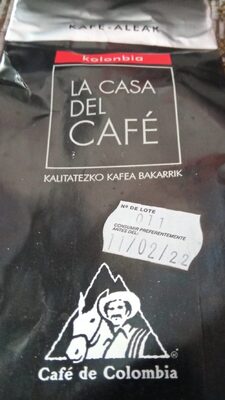 KAFE-ALEAK
kolonbia
LA CASA
DEL
CAFÉ
KALITATEZKO KAFEA BAKARRIK
Nº DE LOTE
011
CONSUMIR PREFERENTEMENTE
ANTES DEL:
11/02/22
®
Café de Colombia